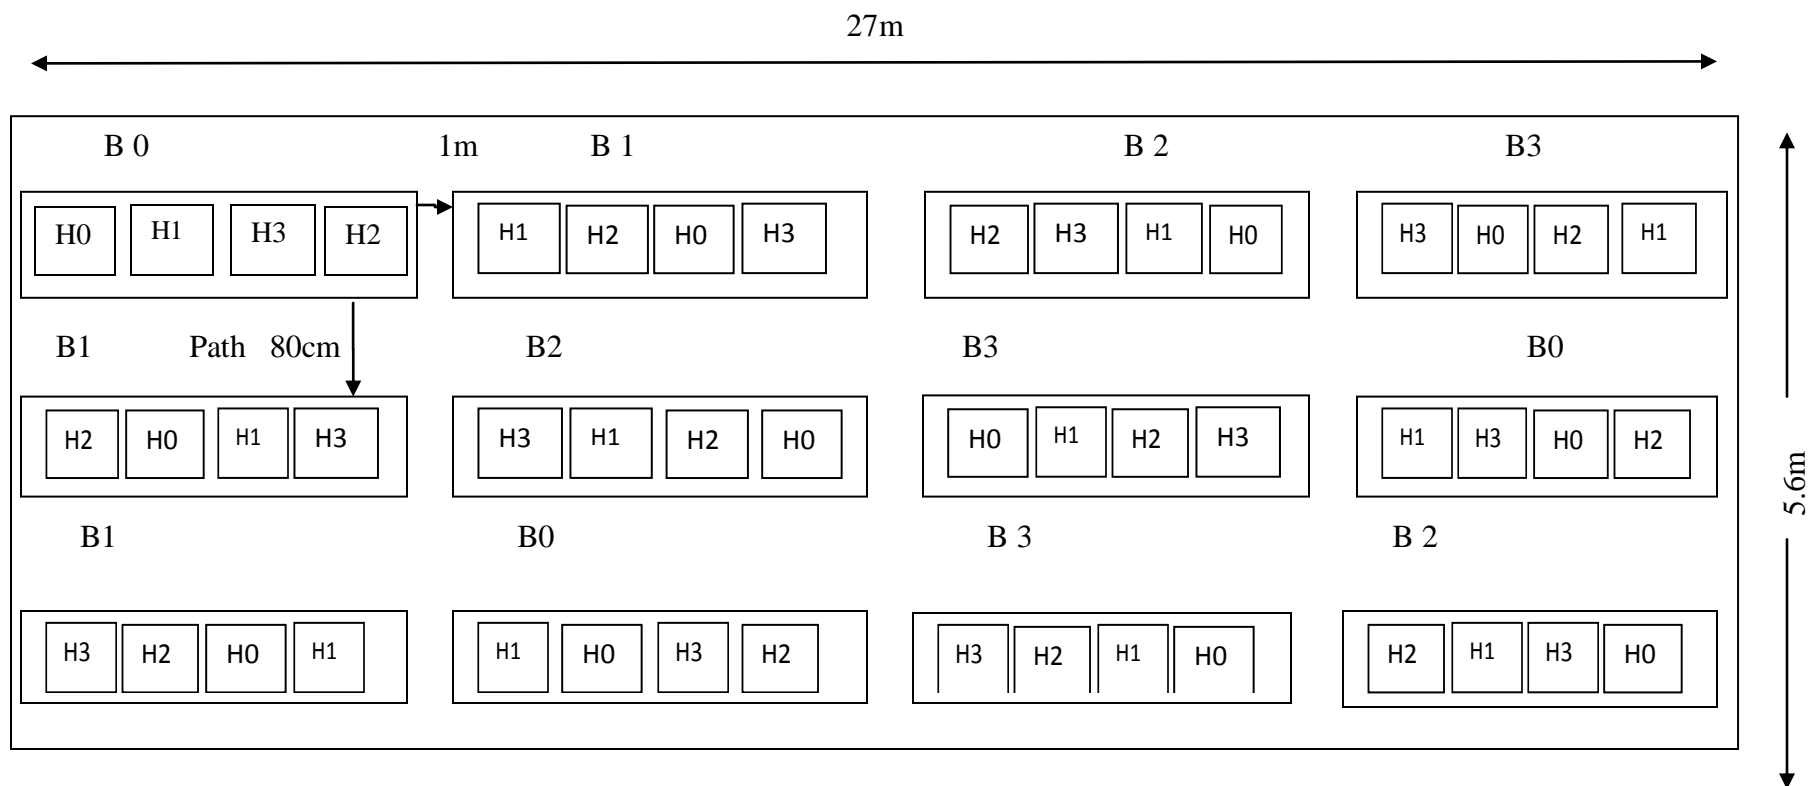 27m
B 0 1m B 1 B 2 B3
H0 H1 H3 H2 H1 H2 H0 H3 H2 H3 H1 H0 H3 H0 H2 H1
B1 Path 80cm B2 B3 B0
H2 H0 H1 H3 H3 H1 H2 H0 H0 H1 H2 H3 H1 H3 H0 H2
5.6m
B1 B0 B 3 B 2
H3 H2 H0 H1 H1 H0 H3 H2 H3 H2 H1 H0 H2 H1 H3 H0